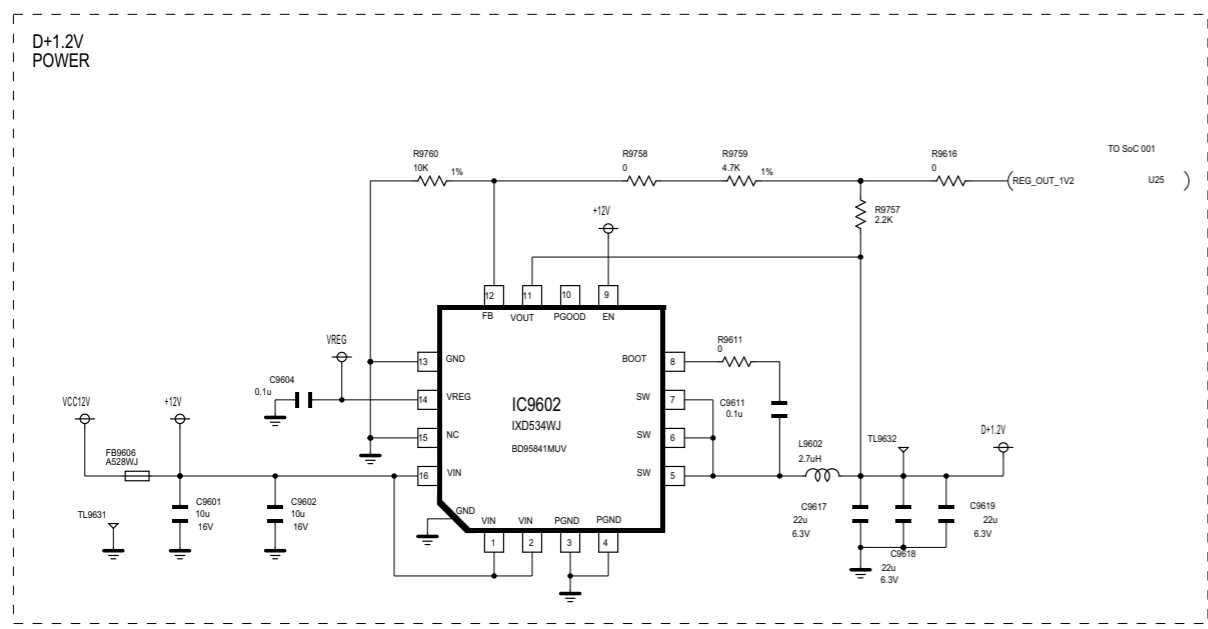 D+1.2V
POWER
TO SoC 001
R9760
10K
1%
R9758
0
R9759
4.7K
1%
R9616
0
REG_OUT_1V2
U25
R9757
2.2K
+12V
12
11
10
9
FB
VOUT
PGOOD
EN
VREG
13
GND
BOOT
8
R9611
0
C9604
0.1u
14
VREG
SW
7
C9611
0.1u
IC9602
IXD534WJ
BD95841MUV
VCC12V
+12V
15
NC
SW
6
L9602
2.7uH
TL9632
D+1.2V
FB9606
A528WJ
16
VIN
SW
5
C9601
10u
16V
C9602
10u
16V
TL9631
GND
VIN
VIN
PGND
PGND
1
2
3
4
C9617
22u
6.3V
C9618
22u
6.3V
C9619
22u
6.3V